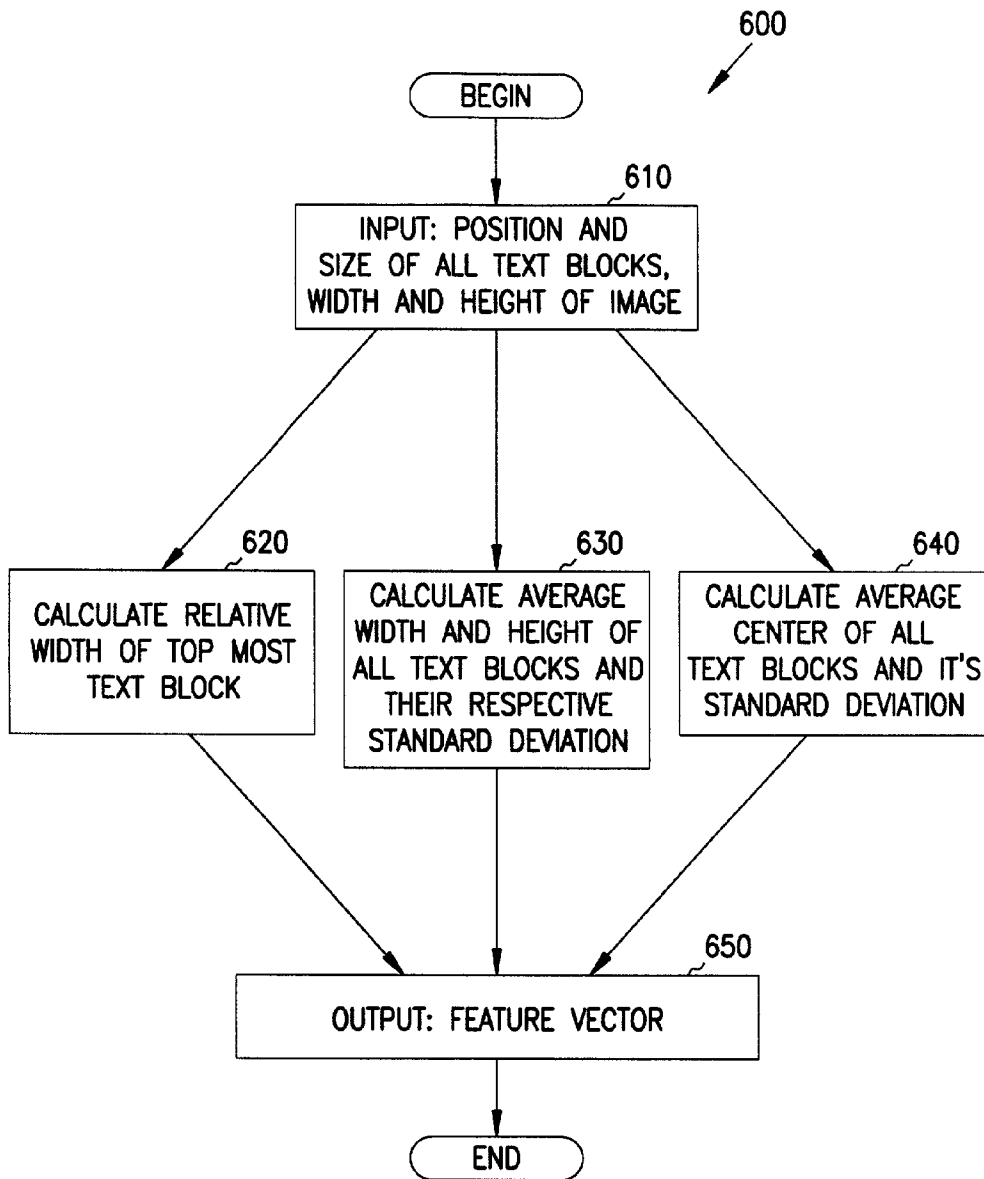 600
BEGIN
610
INPUT: POSITION AND
SIZE OF ALL TEXT BLOCKS,
WIDTH AND HEIGHT OF IMAGE
620
CALCULATE RELATIVE
WIDTH OF TOP MOST
TEXT BLOCK
630
CALCULATE AVERAGE
WIDTH AND HEIGHT OF
ALL TEXT BLOCKS AND
THEIR RESPECTIVE
STANDARD DEVIATION
640
CALCULATE AVERAGE
CENTER OF ALL
TEXT BLOCKS AND IT'S
STANDARD DEVIATION
650
OUTPUT: FEATURE VECTOR
END